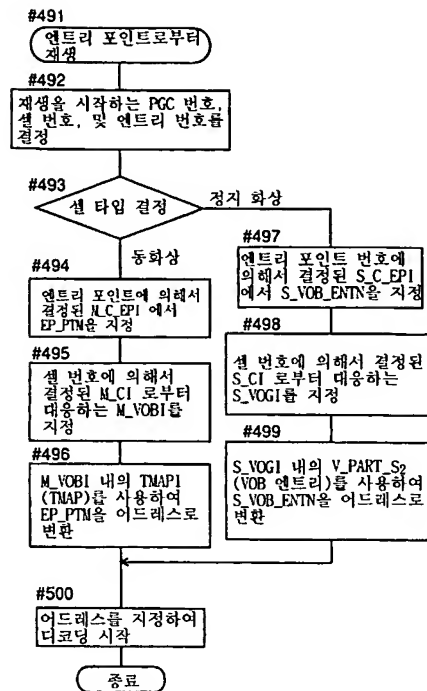 #491
엔트리 포인트로부터
재생
#492
재생을 시작하는 PGC 번호,
셀 번호, 및 엔트리 번호를
결정
#493
셀 타입 결정
정지 화상
동화상
#494
엔트리 포인트에 의해서
결정된 M_C_EPI 에서
EP_PTM을 지정
#495
셀 번호에 의해서
결정된 M_CI 로부터
대응하는 M_VOBI를
지정
#496
M_VOBI 내의 TMAPI
(TMAP)를 사용하여
EP_PTM을 어드레스로
변환
#497
엔트리 포인트 번호에
의해서 결정된 S_C_EPI
에서 S_VOB_ENTN을 지정
#498
셀 번호에 의해서 결정된
S_CI 로부터 대응하는
S_VOGI를 지정
#499
S_VOGI 내의 V_PART_S₂
(VOB 엔트리)를 사용하여
S_VOB_ENTN을 어드레스로
변환
#500
어드레스를 지정하여
디코딩 시작
종료